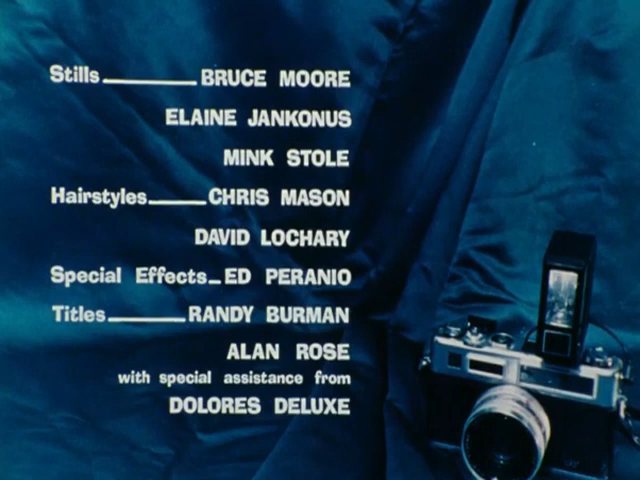 Stills BRUCE MOORE
ELAINE JANKONUS
MINK STOLE
Hairstyles CHRIS MASON
DAVID LOCHARY
Special Effects ED PERANIO
Titles RANDY BURMAN
ALAN ROSE
with special assistance from
DOLORES DELUXE